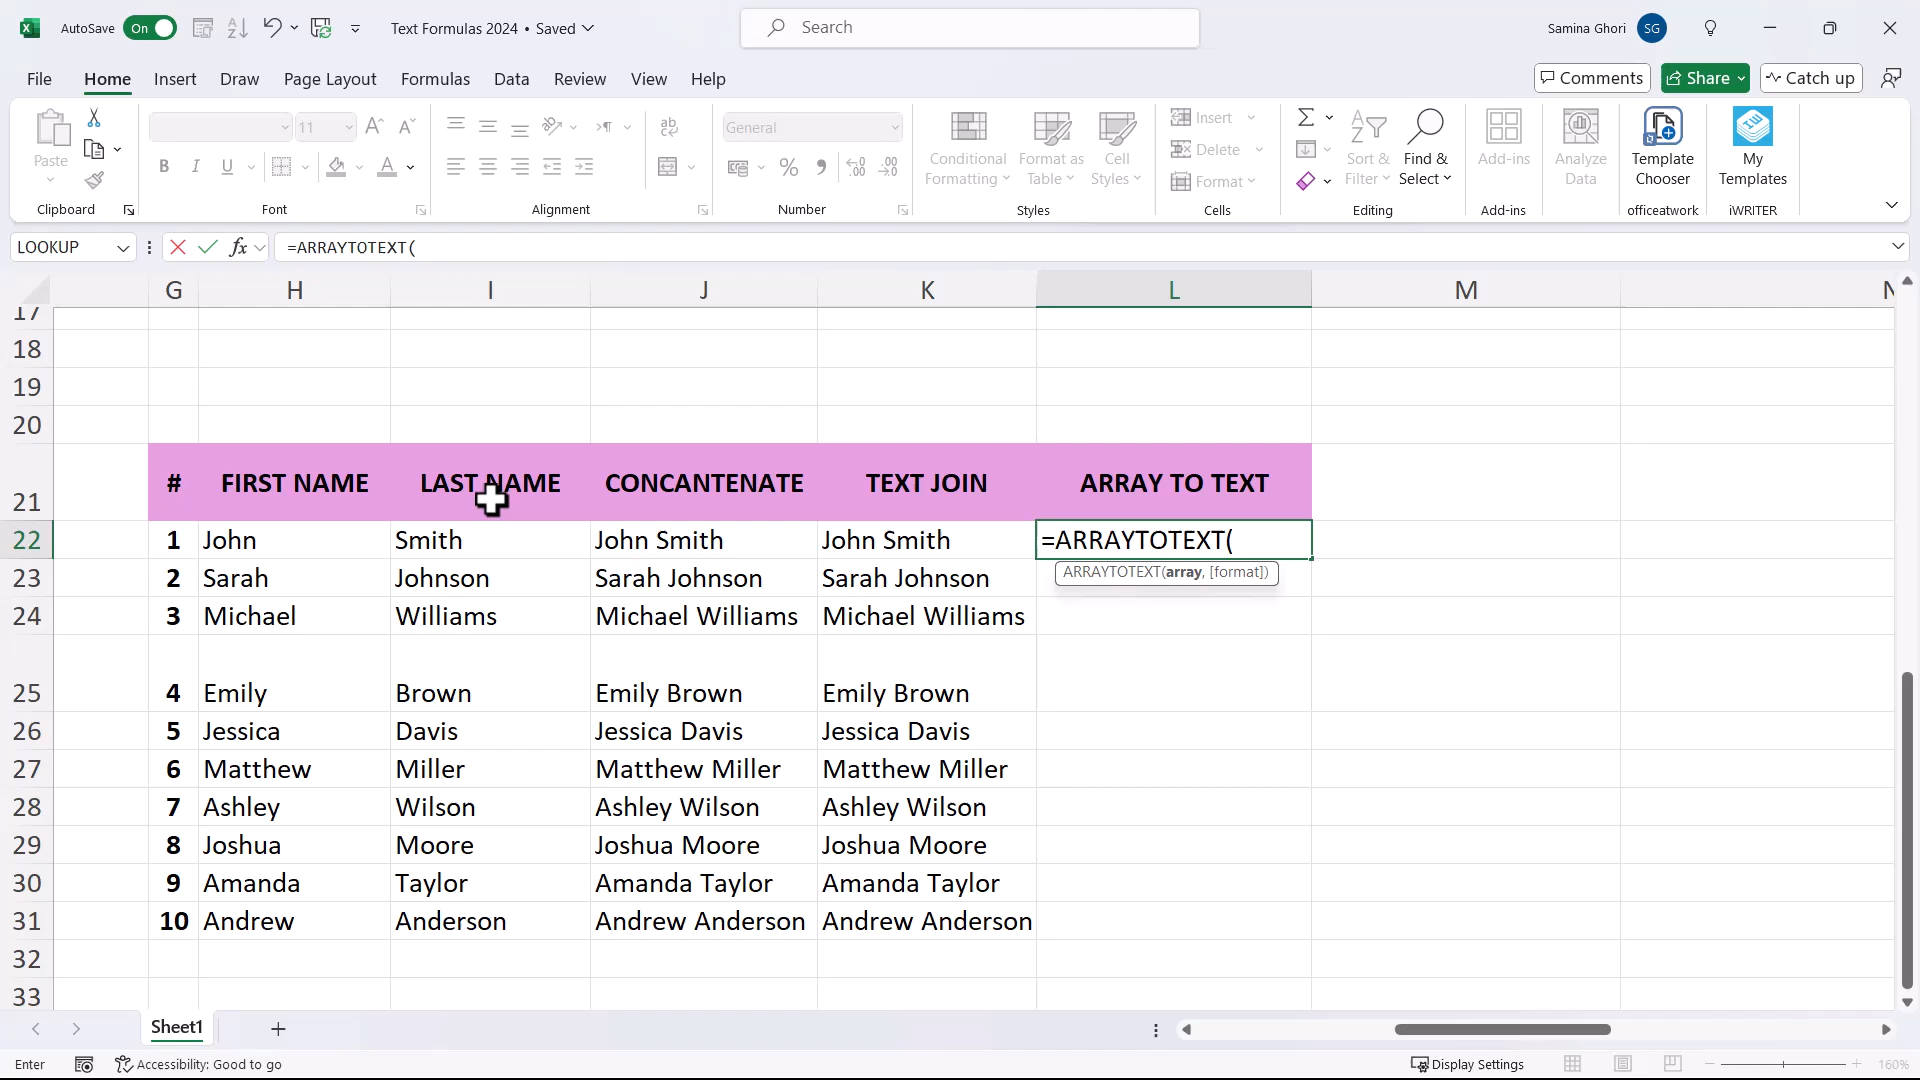 AutoSave On Text Formulas 2024 • Saved Search Samina Ghori SG
File Home Insert Draw Page Layout Formulas Data Review View Help Comments Share Catch up
Paste
Clipboard
11
B I U A
Font
ab
Alignment
General
% , .00
Number
Conditional Formatting
Format as Table
Cell Styles
Styles
Insert
Delete
Format
Cells
Sort & Filter
Find & Select
Editing
Add-ins
Add-ins
Analyze Data
Template Chooser
officeatwork
My Templates
iWRITER
LOOKUP fx =ARRAYTOTEXT(
G H I J K L M N
17
18
19
20
21 # FIRST NAME LAST NAME CONCANTENATE TEXT JOIN ARRAY TO TEXT
22 1 John Smith John Smith John Smith =ARRAYTOTEXT(
ARRAYTOTEXT(array, [format])
23 2 Sarah Johnson Sarah Johnson Sarah Johnson
24 3 Michael Williams Michael Williams Michael Williams
25 4 Emily Brown Emily Brown Emily Brown
26 5 Jessica Davis Jessica Davis Jessica Davis
27 6 Matthew Miller Matthew Miller Matthew Miller
28 7 Ashley Wilson Ashley Wilson Ashley Wilson
29 8 Joshua Moore Joshua Moore Joshua Moore
30 9 Amanda Taylor Amanda Taylor Amanda Taylor
31 10 Andrew Anderson Andrew Anderson Andrew Anderson
32
33
Sheet1
Enter Accessibility: Good to go Display Settings 160%